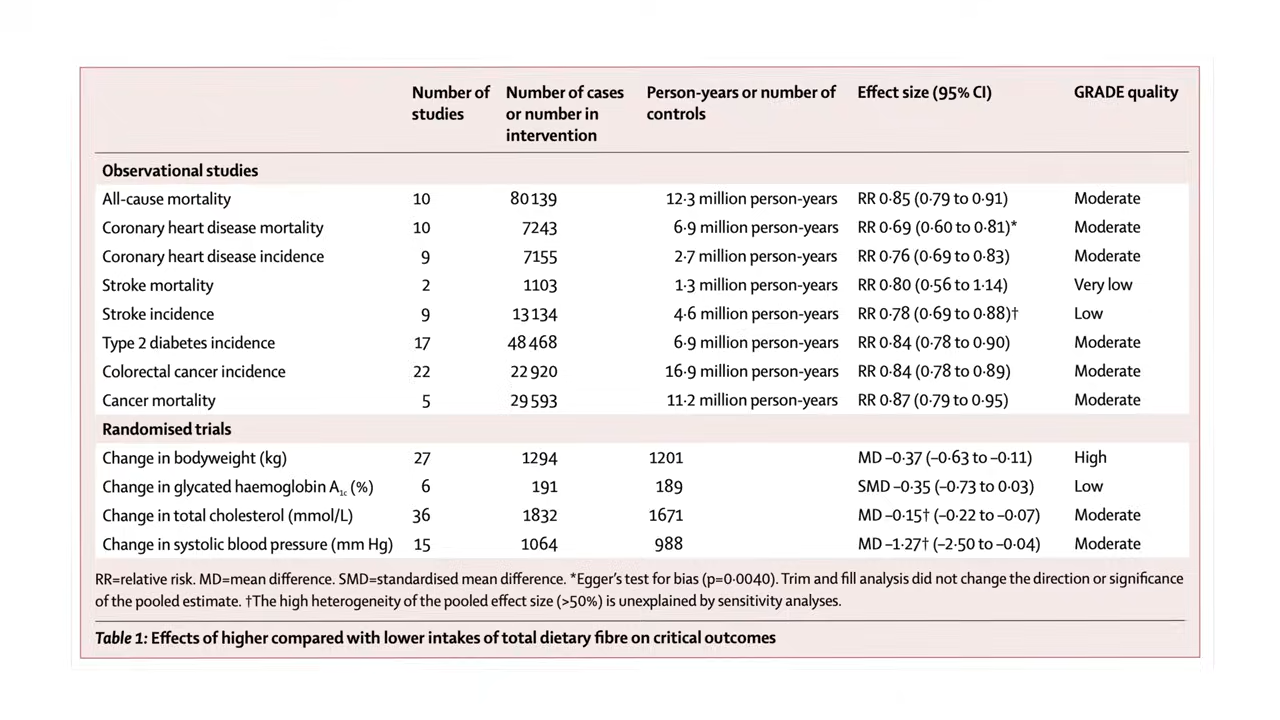 Number of studies Number of cases or number in intervention Person-years or number of controls Effect size (95% CI) GRADE quality
Observational studies
All-cause mortality 10 80139 12·3 million person-years RR 0·85 (0·79 to 0·91) Moderate
Coronary heart disease mortality 10 7243 6·9 million person-years RR 0·69 (0·60 to 0·81)* Moderate
Coronary heart disease incidence 9 7155 2·7 million person-years RR 0·76 (0·69 to 0·83) Moderate
Stroke mortality 2 1103 1·3 million person-years RR 0·80 (0·56 to 1·14) Very low
Stroke incidence 9 13134 4·6 million person-years RR 0·78 (0·69 to 0·88)† Low
Type 2 diabetes incidence 17 48468 6·9 million person-years RR 0·84 (0·78 to 0·90) Moderate
Colorectal cancer incidence 22 22920 16·9 million person-years RR 0·84 (0·78 to 0·89) Moderate
Cancer mortality 5 29593 11·2 million person-years RR 0·87 (0·79 to 0·95) Moderate
Randomised trials
Change in bodyweight (kg) 27 1294 1201 MD –0·37 (–0·63 to –0·11) High
Change in glycated haemoglobin A1c (%) 6 191 189 SMD –0·35 (–0·73 to 0·03) Low
Change in total cholesterol (mmol/L) 36 1832 1671 MD –0·15† (–0·22 to –0·07) Moderate
Change in systolic blood pressure (mm Hg) 15 1064 988 MD –1·27† (–2·50 to –0·04) Moderate
RR=relative risk. MD=mean difference. SMD=standardised mean difference. *Egger's test for bias (p=0·0040). Trim and fill analysis did not change the direction or significance
of the pooled estimate. †The high heterogeneity of the pooled effect size (>50%) is unexplained by sensitivity analyses.
Table 1: Effects of higher compared with lower intakes of total dietary fibre on critical outcomes